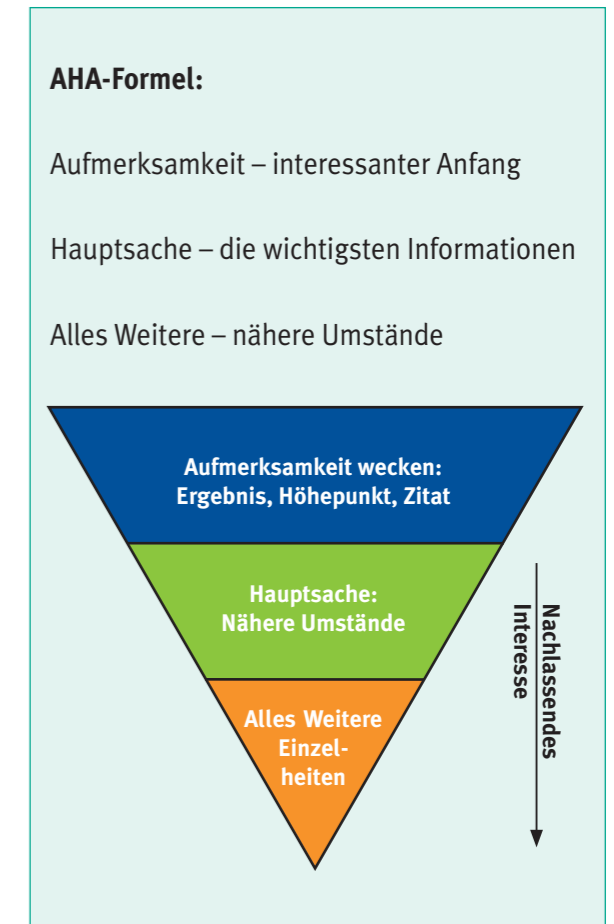 AHA-Formel:
Aufmerksamkeit – interessanter Anfang
Hauptsache – die wichtigsten Informationen
Alles Weitere – nähere Umstände
Aufmerksamkeit wecken:
Ergebnis, Höhepunkt, Zitat
Hauptsache:
Nähere Umstände
Alles Weitere
Einzel-
heiten
Nachlassendes
Interesse